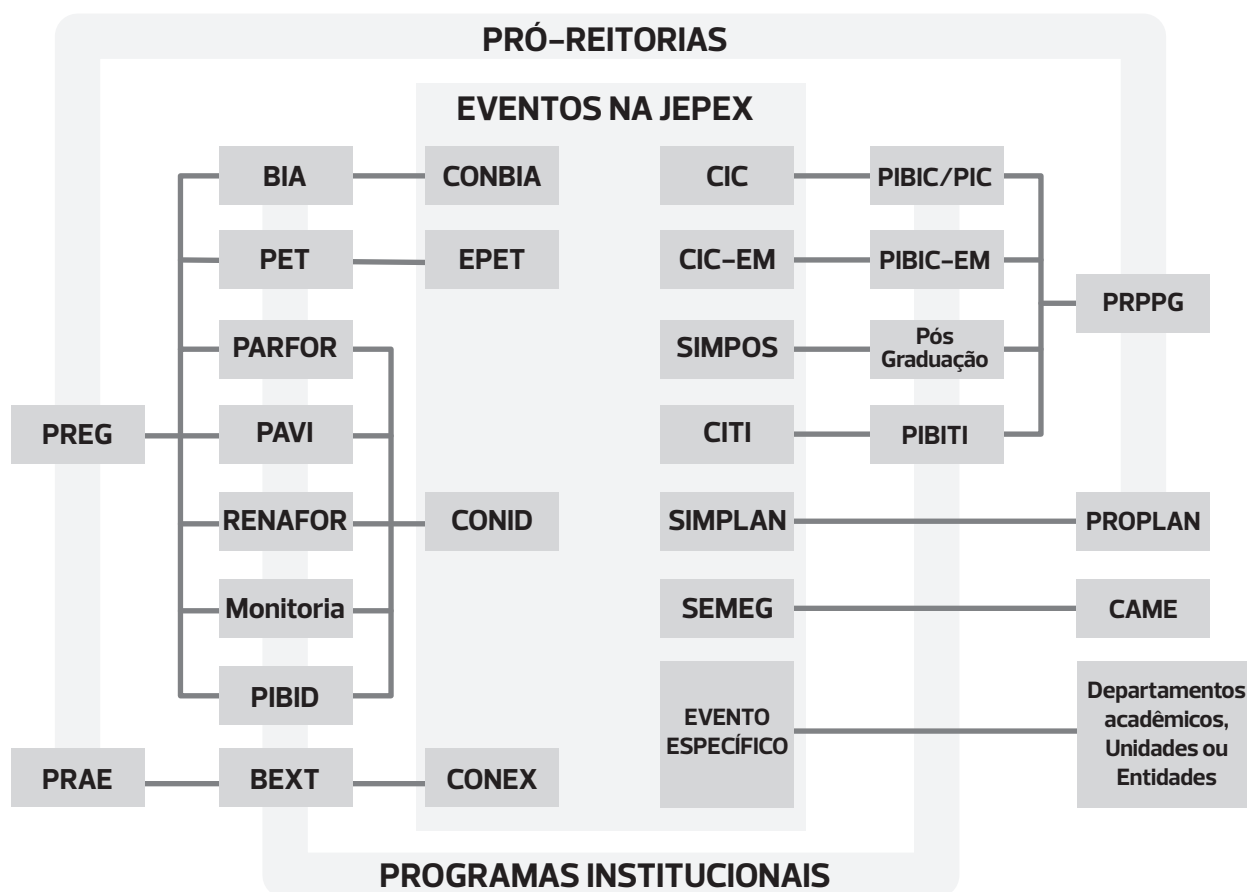 PRÓ-REITORIAS
EVENTOS NA JEPEX
BIA
CONBIA
CIC
PIBIC/PIC
PET
EPET
CIC-EM
PIBIC-EM
PRPPG
PARFOR
SIMPOS
Pós
Graduação
PREG
PAVI
CITI
PIBITI
RENAFOR
CONID
SIMPLAN
PROPLAN
Monitoria
SEMEG
CAME
PIBID
EVENTO
ESPECÍFICO
Departamentos
acadêmicos,
Unidades ou
Entidades
PRAE
BEXT
CONEX
PROGRAMAS INSTITUCIONAIS